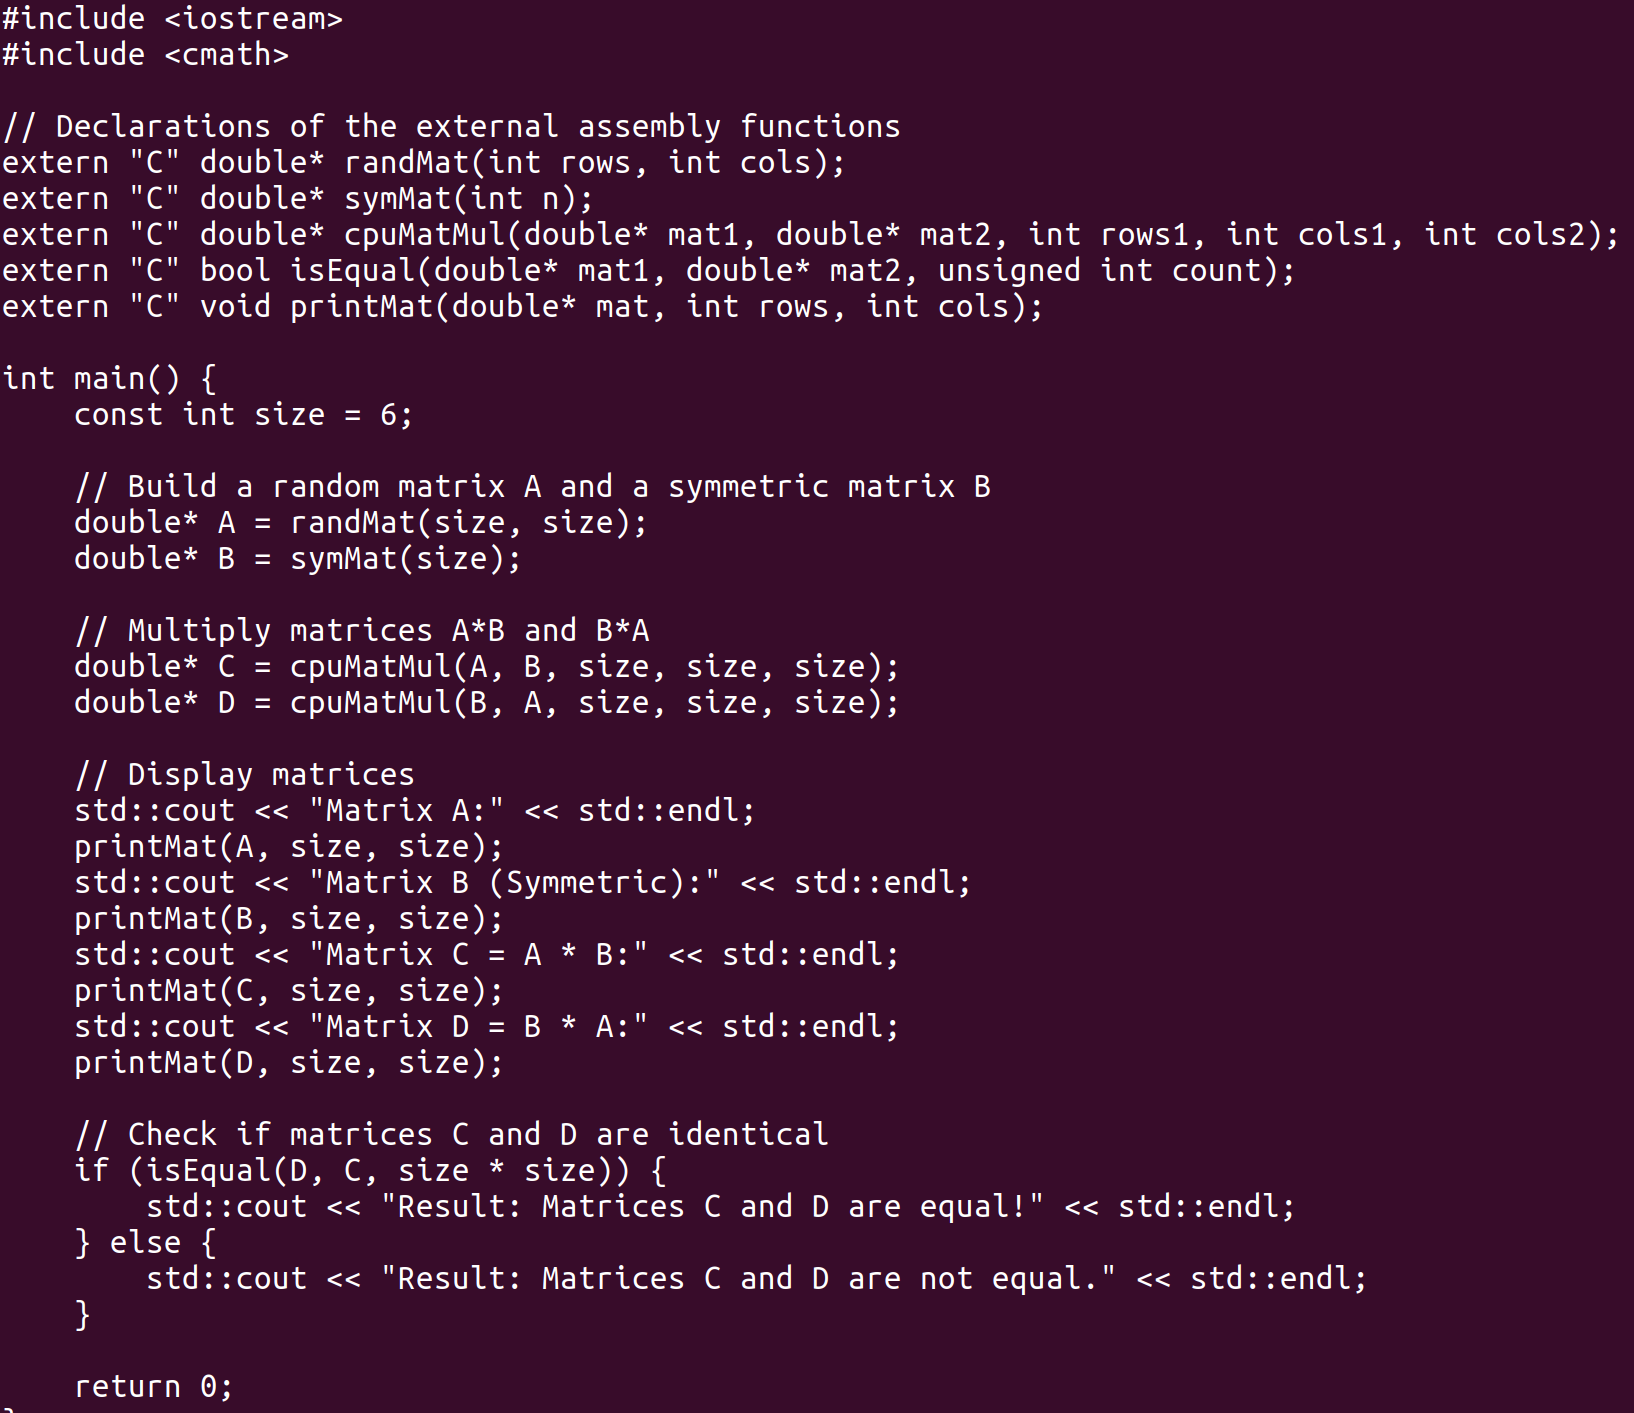 #include <iostream>
#include <cmath>

// Declarations of the external assembly functions
extern "C" double* randMat(int rows, int cols);
extern "C" double* symMat(int n);
extern "C" double* cpuMatMul(double* mat1, double* mat2, int rows1, int cols1, int cols2);
extern "C" bool isEqual(double* mat1, double* mat2, unsigned int count);
extern "C" void printMat(double* mat, int rows, int cols);

int main() {
    const int size = 6;

    // Build a random matrix A and a symmetric matrix B
    double* A = randMat(size, size);
    double* B = symMat(size);

    // Multiply matrices A*B and B*A
    double* C = cpuMatMul(A, B, size, size, size);
    double* D = cpuMatMul(B, A, size, size, size);

    // Display matrices
    std::cout << "Matrix A:" << std::endl;
    printMat(A, size, size);
    std::cout << "Matrix B (Symmetric):" << std::endl;
    printMat(B, size, size);
    std::cout << "Matrix C = A * B:" << std::endl;
    printMat(C, size, size);
    std::cout << "Matrix D = B * A:" << std::endl;
    printMat(D, size, size);

    // Check if matrices C and D are identical
    if (isEqual(D, C, size * size)) {
        std::cout << "Result: Matrices C and D are equal!" << std::endl;
    } else {
        std::cout << "Result: Matrices C and D are not equal." << std::endl;
    }

    return 0;